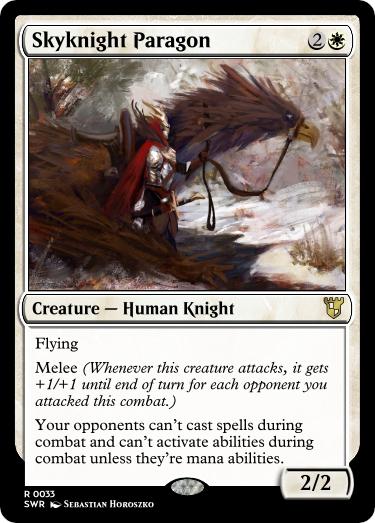 Skyknight Paragon 2
Creature — Human Knight
Flying
Melee (Whenever this creature attacks, it gets
+1/+1 until end of turn for each opponent you
attacked this combat.)
Your opponents can't cast spells during
combat and can't activate abilities during
combat unless they're mana abilities.
2/2
R 0033
SWR Sebastian Horoszko